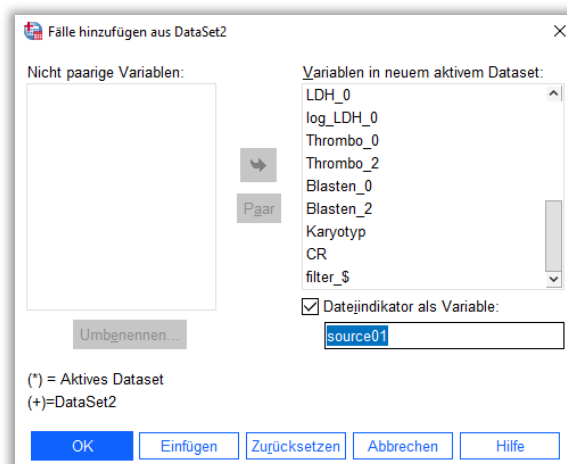 Fälle hinzufügen aus DataSet2
Nicht paarige Variablen:
Variablen in neuem aktivem Dataset:
LDH_0
log_LDH_0
Thrombo_0
Thrombo_2
Blasten_0
Blasten_2
Karyotyp
CR
filter_$
Paar
Umbenennen...
Dateiindikator als Variable:
source01
(*) = Aktives Dataset
(+)=DataSet2
OK
Einfügen
Zurücksetzen
Abbrechen
Hilfe